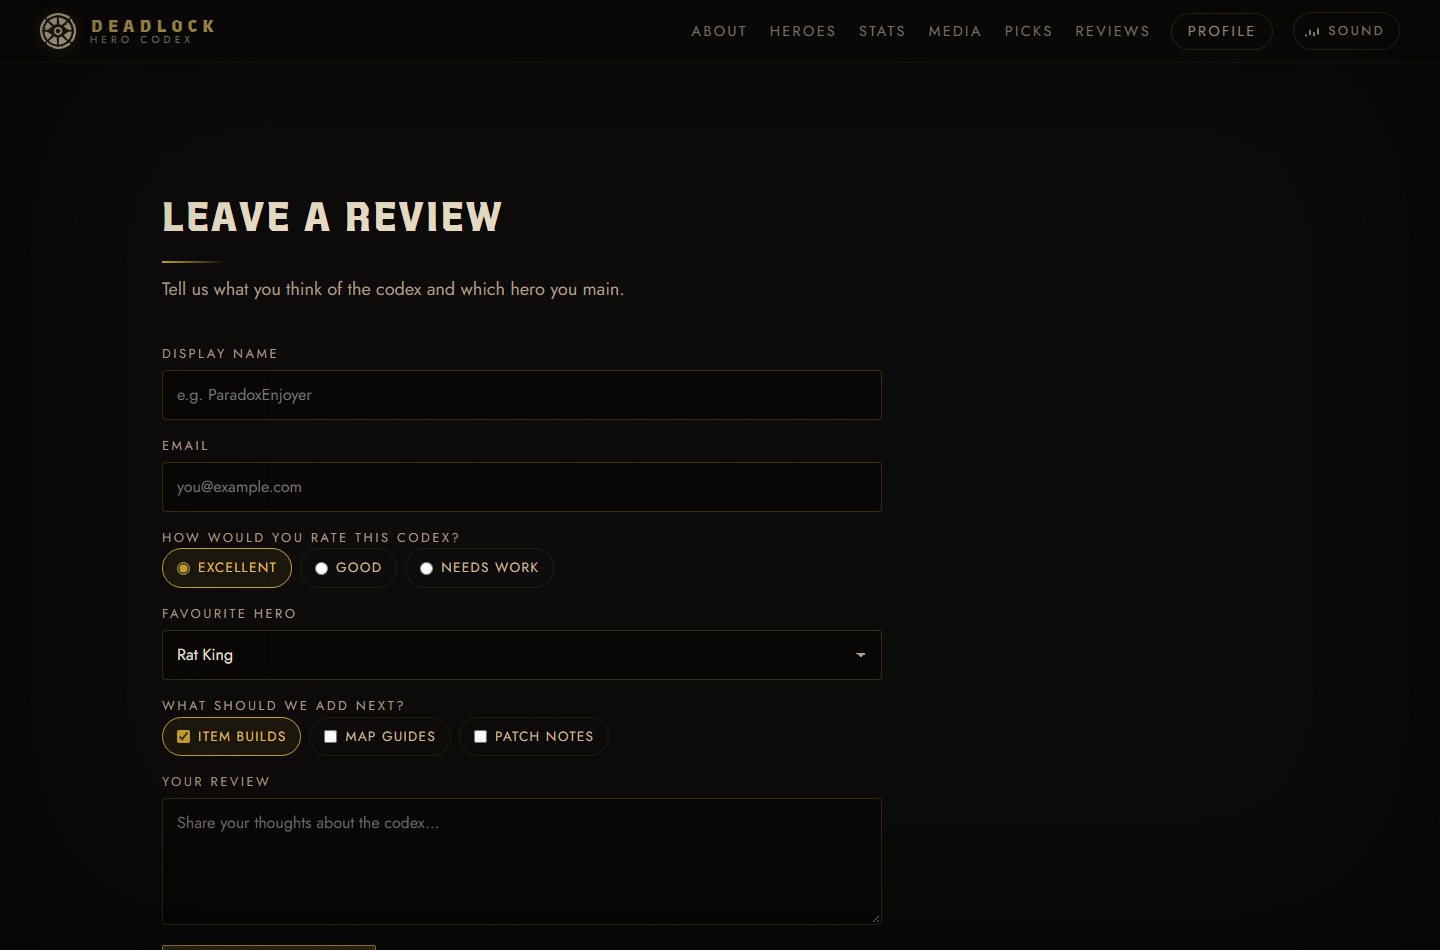 DEADLOCK
HERO CODEX
ABOUT HEROES STATS MEDIA PICKS REVIEWS PROFILE SOUND
LEAVE A REVIEW
Tell us what you think of the codex and which hero you main.
DISPLAY NAME
e.g. ParadoxEnjoyer
EMAIL
you@example.com
HOW WOULD YOU RATE THIS CODEX?
EXCELLENT GOOD NEEDS WORK
FAVOURITE HERO
Rat King
WHAT SHOULD WE ADD NEXT?
ITEM BUILDS MAP GUIDES PATCH NOTES
YOUR REVIEW
Share your thoughts about the codex...